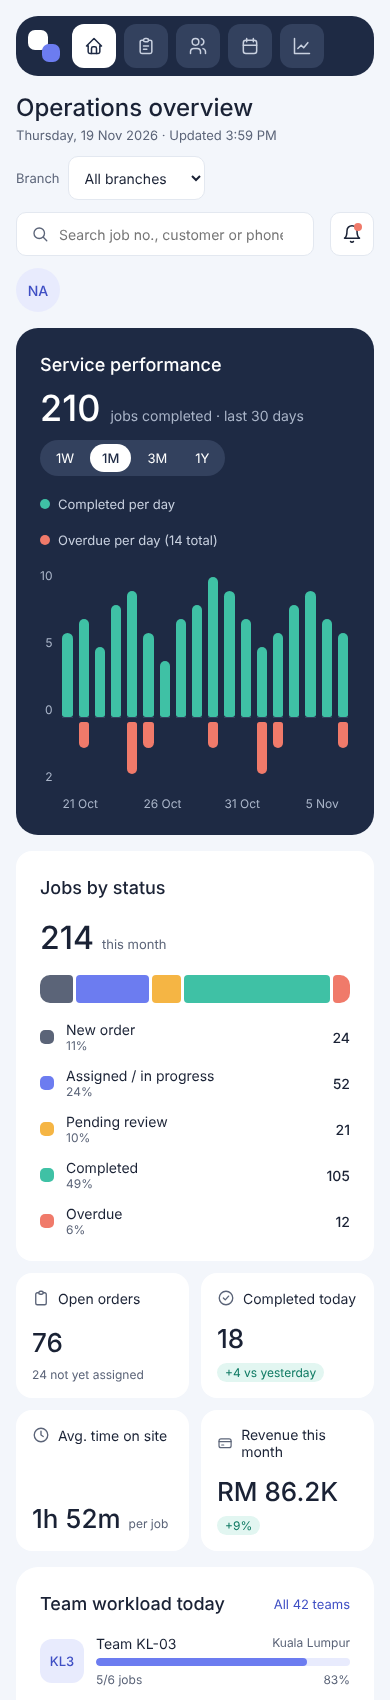 Operations overview
Thursday, 19 Nov 2026 · Updated 3:59 PM
Branch All branches
Search job no., customer or phone
NA
Service performance
210 jobs completed · last 30 days
1W 1M 3M 1Y
Completed per day
Overdue per day (14 total)
10
5
0
2
21 Oct 26 Oct 31 Oct 5 Nov
Jobs by status
214 this month
New order 24
11%
Assigned / in progress 52
24%
Pending review 21
10%
Completed 105
49%
Overdue 12
6%
Open orders
76
24 not yet assigned
Completed today
18
+4 vs yesterday
Avg. time on site
1h 52m per job
Revenue this
month
RM 86.2K
+9%
Team workload today All 42 teams
KL3
Team KL-03 Kuala Lumpur
5/6 jobs 83%